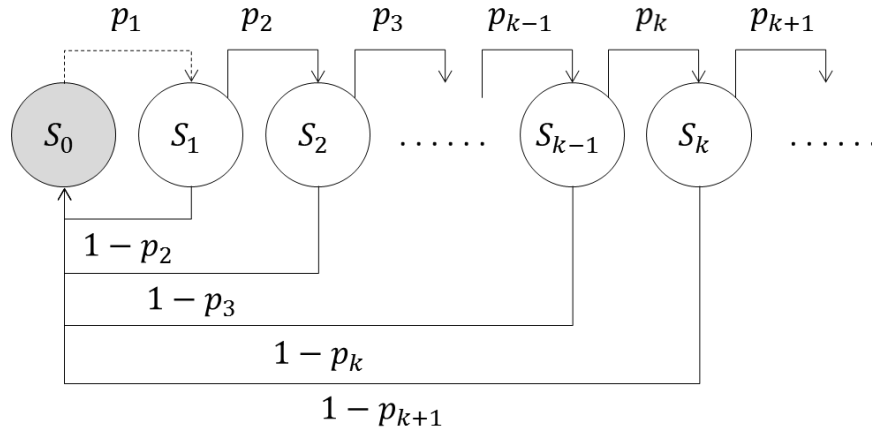 p₁ p₂ p₃ pₖ₋₁ pₖ pₖ₊₁
S₀ S₁ S₂ ...... Sₖ₋₁ Sₖ ......
1 − p₂
1 − p₃
1 − pₖ
1 − pₖ₊₁